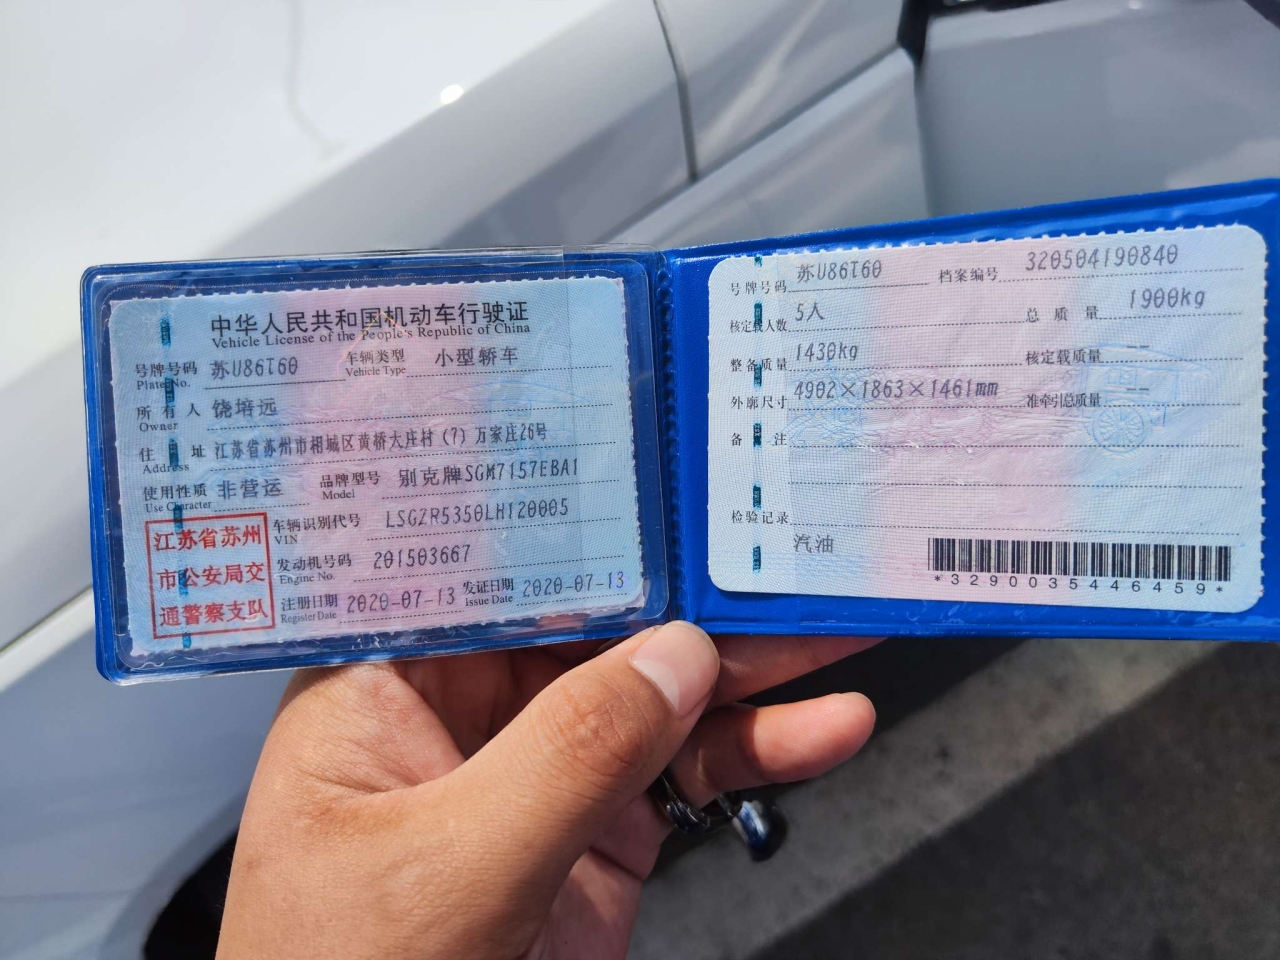 中华人民共和国机动车行驶证
Vehicle License of the People's Republic of China
号牌号码 苏U86T60 车辆类型 小型轿车
Plate No. Vehicle Type
所有人 饶培远
Owner
住址 江苏省苏州市相城区黄桥大庄村（7）万家庄26号
Address
使用性质 非营运 品牌型号 别克牌SGM7157EBA1
Use Character Model
江苏省苏州
市公安局交
通警察支队
车辆识别代号 LSGZR5350LH120005
VIN
发动机号码 201503667
Engine No.
注册日期 2020-07-13 发证日期 2020-07-13
Register Date Issue Date
号牌号码 苏U86T60 档案编号 320504190840
核定载人数 5人 总质量 1900kg
整备质量 1430kg 核定载质量 --
外廓尺寸 4902×1863×1461mm 准牵引总质量 --
备注
检验记录
汽油
*3290035446459*